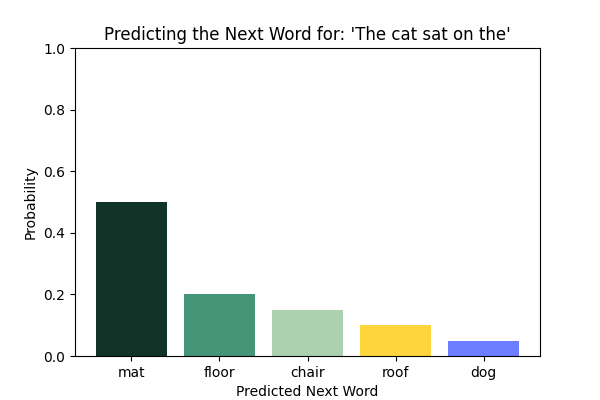 Predicting the Next Word for: 'The cat sat on the'
Probability
1.0
0.8
0.6
0.4
0.2
0.0
mat floor chair roof dog
Predicted Next Word